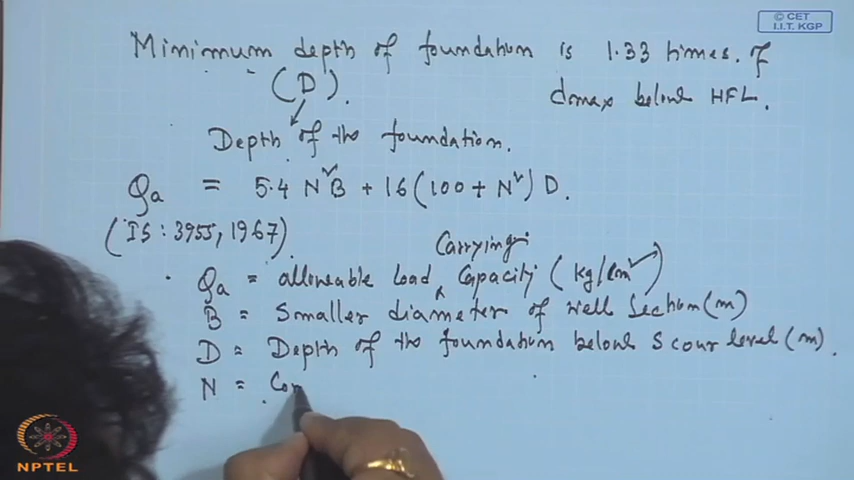 © CET
I.I.T. KGP
Minimum depth of foundation is 1.33 times of
(D). dmax below HFL.
Depth of the foundation.
Qa = 5.4 N²B + 16(100 + N²) D.
(IS: 3955, 1967)
Carrying
Qa = allowable load Capacity (kg/cm²)
B = Smaller diameter of well Section (m)
D = Depth of the foundation below Scour level (m).
N = Cor
NPTEL